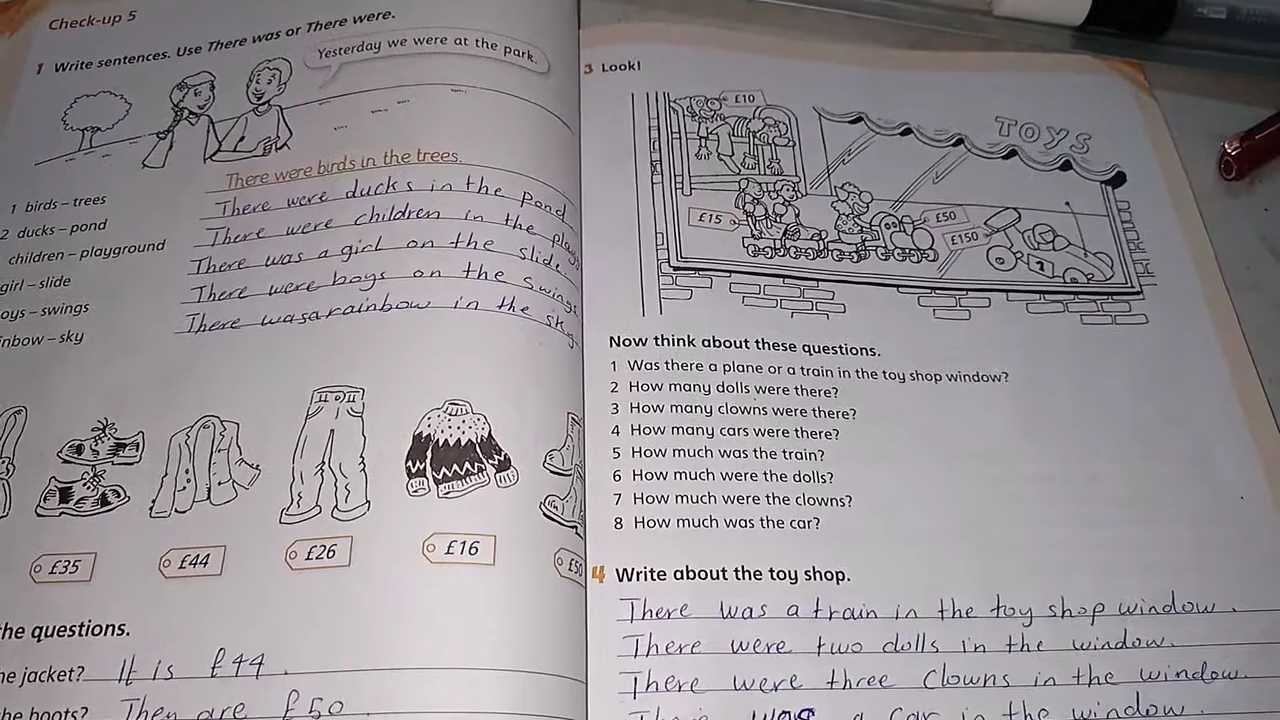 Check-up 5
1 Write sentences. Use There was or There were.
Yesterday we were at the park.
There were birds in the trees.
1 birds – trees
There were ducks in the pond
2 ducks – pond
There were children in the play
children – playground
There was a girl on the slide.
girl – slide
There were boys on the swings
oys – swings
There was a rainbow in the sky
nbow – sky
£35
£44
£26
£16
£50
he questions.
he jacket? It is £44.
he boots? They are £50
3 Look!
£10
TOYS
£15
£50
£150
1
Now think about these questions.
1 Was there a plane or a train in the toy shop window?
2 How many dolls were there?
3 How many clowns were there?
4 How many cars were there?
5 How much was the train?
6 How much were the dolls?
7 How much were the clowns?
8 How much was the car?
4 Write about the toy shop.
There was a train in the toy shop window.
There were two dolls in the window.
There were three clowns in the window.
There was a car in the window.